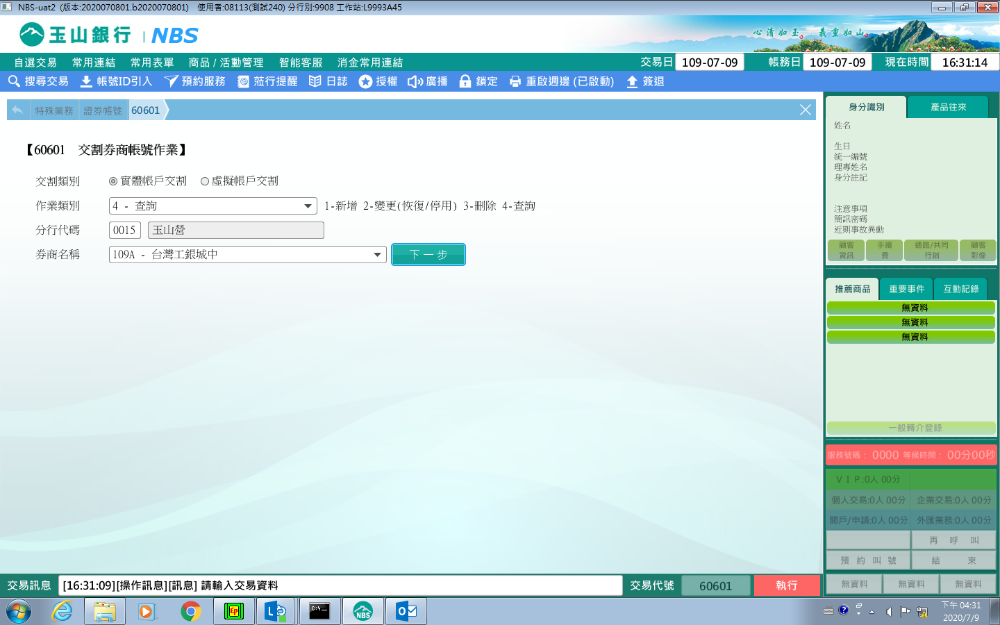 NBS-uat2 (版本:2020070801.b2020070801) 使用者:08113(測試240) 分行別:9908 工作站:L9993A45
玉山銀行 | NBS
心清如玉。 義重如山。
自選交易 常用連結 常用表單 商品 / 活動管理 智能客服 消金常用連結 交易日 109-07-09 帳務日 109-07-09 現在時間 16:31:14
搜尋交易 帳號ID引入 預約服務 蒞行提醒 日誌 授權 廣播 鎖定 重啟週邊 (已啟動) 簽退
特殊業務 證券帳號 60601
【60601 交割券商帳號作業】
交割類別 實體帳戶交割 虛擬帳戶交割
作業類別 4 - 查詢 1-新增 2-變更(恢復/停用) 3-刪除 4-查詢
分行代碼 0015 玉山營
券商名稱 109A - 台灣工銀城中 下一步
身分識別 產品往來
姓名
生日
統一編號
理專姓名
身分註記
注意事項
簡訊密碼
近期事故異動
顧客資訊 手續費 通路/共同行銷 顧客影像
推薦商品 重要事件 互動記錄
無資料
無資料
無資料
一般轉介登錄
服務號碼： 0000 等候時間： 00分00秒
ＶＩＰ:0人 00分
個人交易:0人 00分 企業交易:0人 00分
開戶/申請:0人 00分 外匯業務:0人 00分
再 呼 叫
預 約 叫 號 結 束
無資料 無資料 無資料
交易訊息 [16:31:09][操作訊息][訊息] 請輸入交易資料 交易代號 60601 執行
下午 04:31
2020/7/9